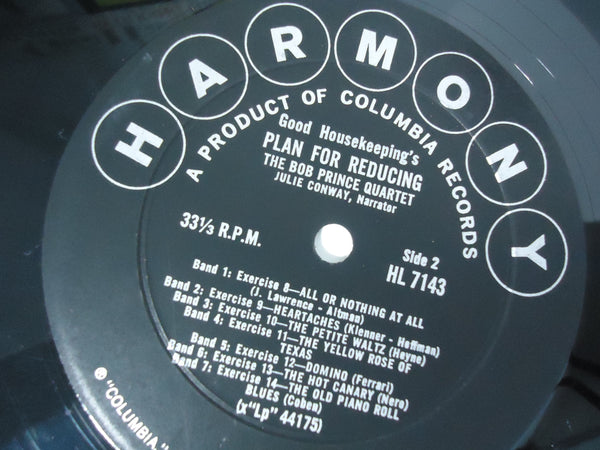 HARMONY
A PRODUCT OF COLUMBIA RECORDS
Good Housekeeping's
PLAN FOR REDUCING
THE BOB PRINCE QUARTET
JULIE CONWAY, Narrator
33⅓ R.P.M.
Side 2
HL 7143
Band 1: Exercise 8—ALL OR NOTHING AT ALL
(J. Lawrence - Altman)
Band 2: Exercise 9—HEARTACHES (Klenner - Hoffman)
Band 3: Exercise 10—THE PETITE WALTZ (Heyne)
Band 4: Exercise 11—THE YELLOW ROSE OF
TEXAS
Band 5: Exercise 12—DOMINO (Ferrari)
Band 6: Exercise 13—THE HOT CANARY (Nero)
Band 7: Exercise 14—THE OLD PIANO ROLL
BLUES (Coben)
(x"Lp" 44175)
® "COLUMBIA,"